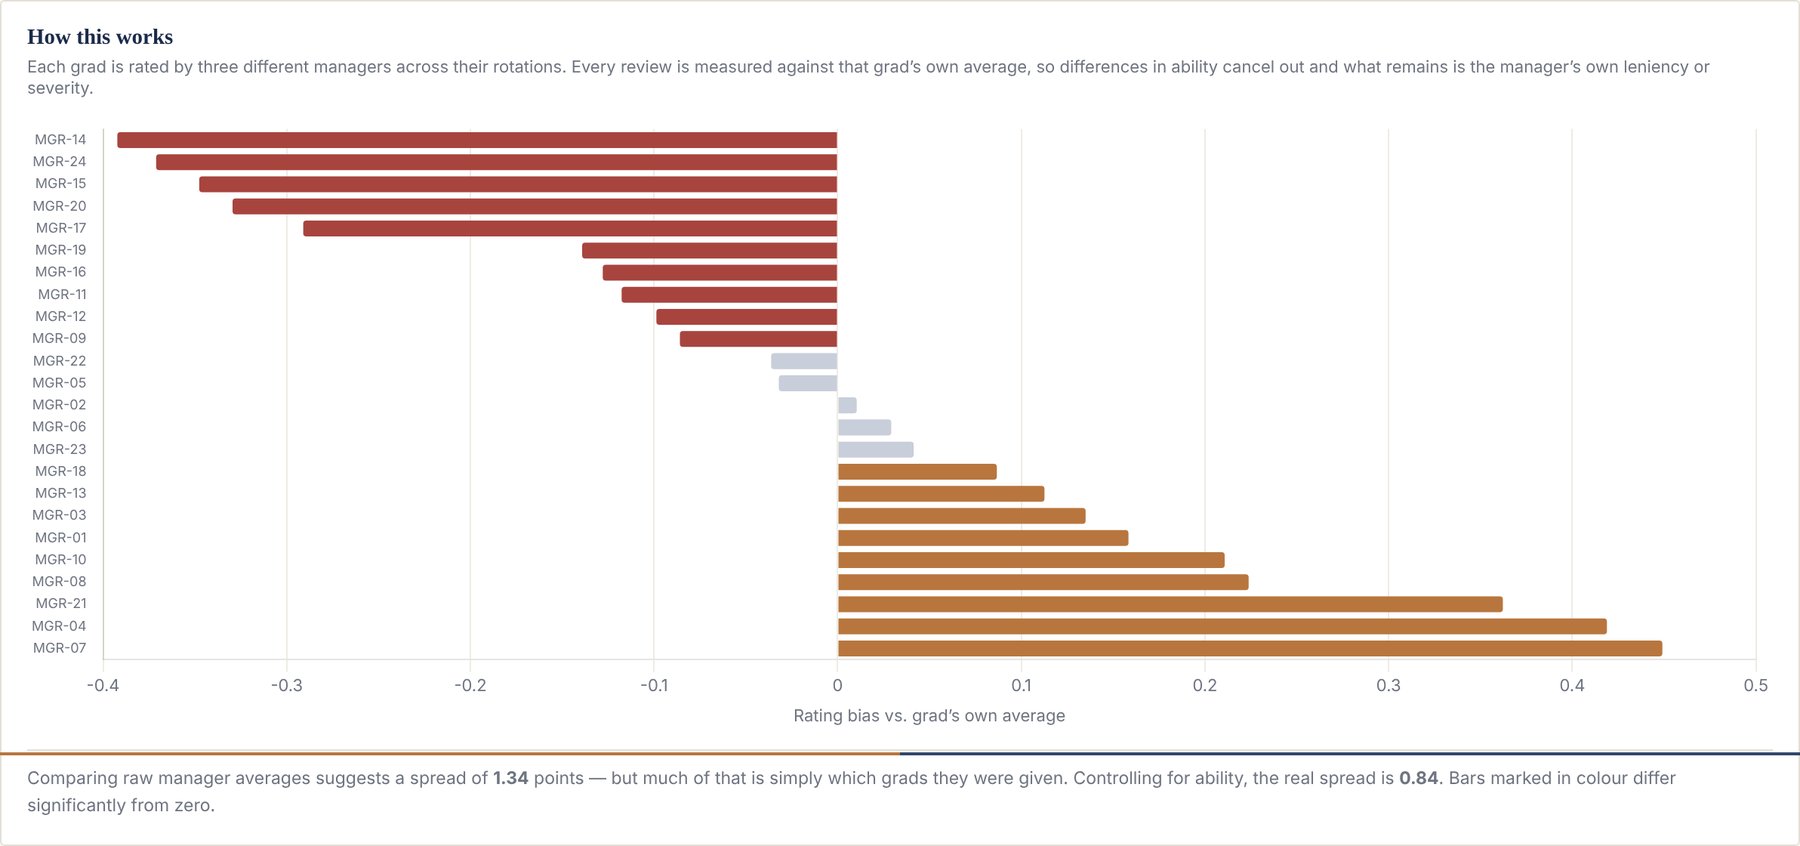 How this works
Each grad is rated by three different managers across their rotations. Every review is measured against that grad’s own average, so differences in ability cancel out and what remains is the manager’s own leniency or
severity.
MGR-14
MGR-24
MGR-15
MGR-20
MGR-17
MGR-19
MGR-16
MGR-11
MGR-12
MGR-09
MGR-22
MGR-05
MGR-02
MGR-06
MGR-23
MGR-18
MGR-13
MGR-03
MGR-01
MGR-10
MGR-08
MGR-21
MGR-04
MGR-07
-0.4 -0.3 -0.2 -0.1 0 0.1 0.2 0.3 0.4 0.5
Rating bias vs. grad’s own average
Comparing raw manager averages suggests a spread of 1.34 points — but much of that is simply which grads they were given. Controlling for ability, the real spread is 0.84. Bars marked in colour differ
significantly from zero.